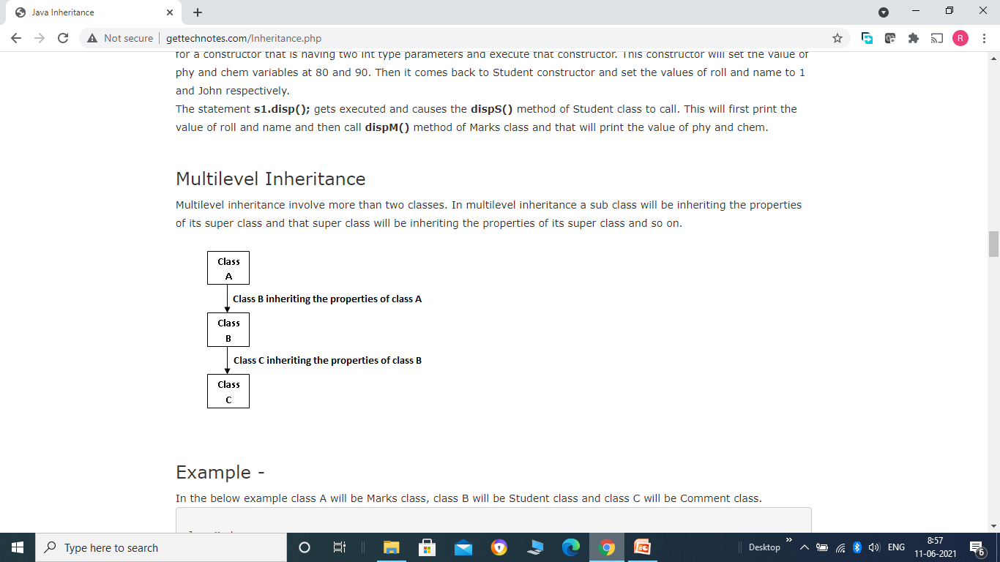 Java Inheritance
Not secure
gettechnotes.com/Inheritance.php
R
for a constructor that is having two int type parameters and execute that constructor. This constructor will set the value of
phy and chem variables at 80 and 90. Then it comes back to Student constructor and set the values of roll and name to 1
and John respectively.
The statement s1.disp(); gets executed and causes the dispS() method of Student class to call. This will first print the
value of roll and name and then call dispM() method of Marks class and that will print the value of phy and chem.
Multilevel Inheritance
Multilevel inheritance involve more than two classes. In multilevel inheritance a sub class will be inheriting the properties
of its super class and that super class will be inheriting the properties of its super class and so on.
Class
A
Class B inheriting the properties of class A
Class
B
Class C inheriting the properties of class B
Class
C
Example -
In the below example class A will be Marks class, class B will be Student class and class C will be Comment class.
Type here to search
Desktop
ENG
8:57
11-06-2021
6